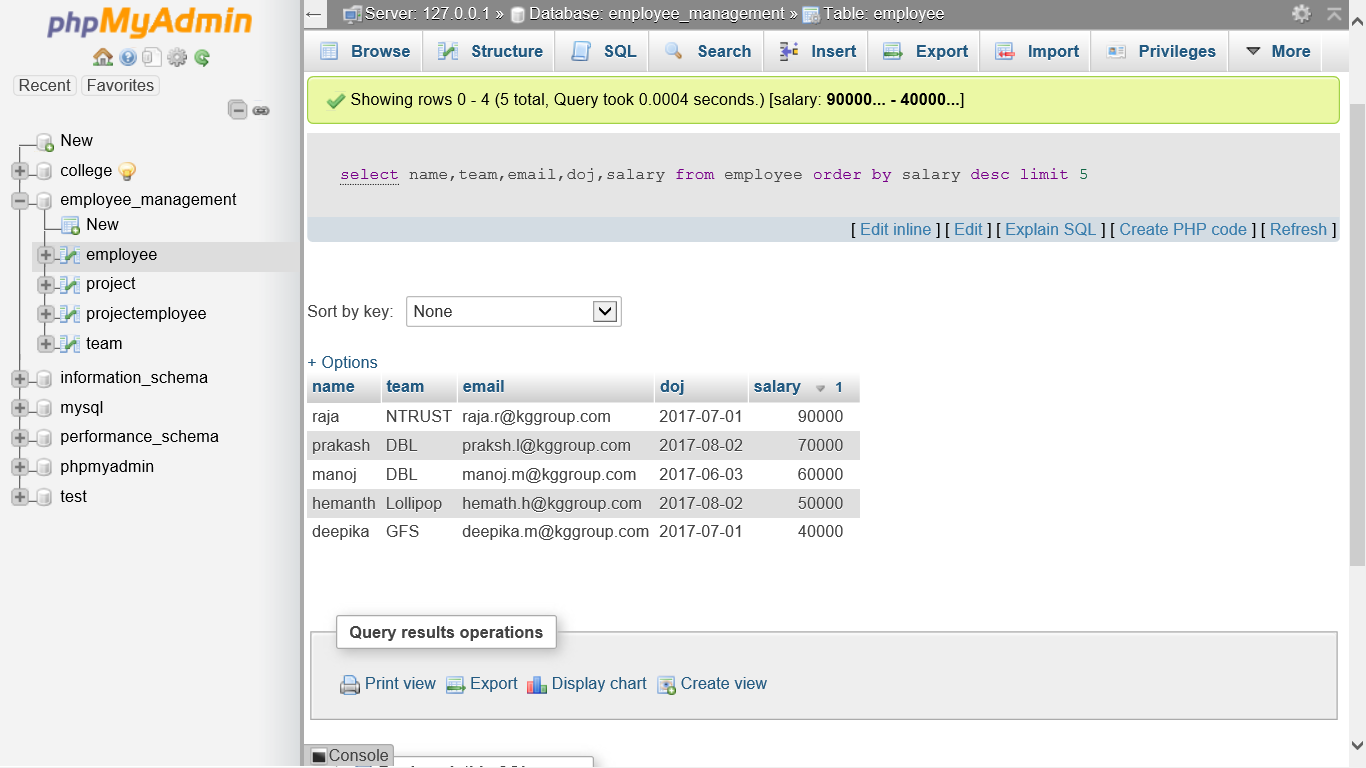 phpMyAdmin
Recent Favorites
New
college
employee_management
New
employee
project
projectemployee
team
information_schema
mysql
performance_schema
phpmyadmin
test
Server: 127.0.0.1 » Database: employee_management » Table: employee
Browse Structure SQL Search Insert Export Import Privileges More
Showing rows 0 - 4 (5 total, Query took 0.0004 seconds.) [salary: 90000... - 40000...]
select name,team,email,doj,salary from employee order by salary desc limit 5
[ Edit inline ] [ Edit ] [ Explain SQL ] [ Create PHP code ] [ Refresh ]
Sort by key: None
+ Options
name team email doj salary 1
raja NTRUST raja.r@kggroup.com 2017-07-01 90000
prakash DBL praksh.l@kggroup.com 2017-08-02 70000
manoj DBL manoj.m@kggroup.com 2017-06-03 60000
hemanth Lollipop hemath.h@kggroup.com 2017-08-02 50000
deepika GFS deepika.m@kggroup.com 2017-07-01 40000
Query results operations
Print view Export Display chart Create view
Console